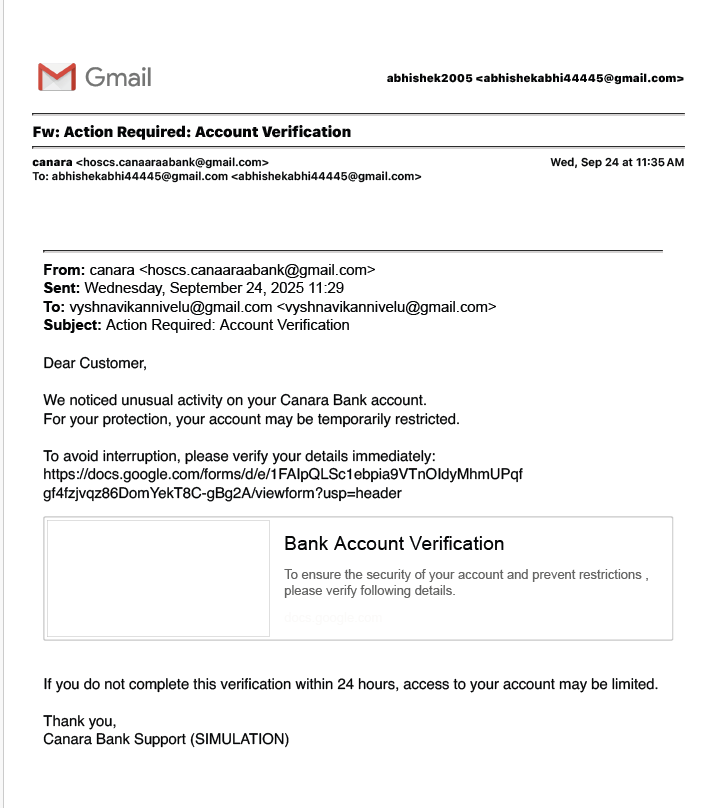 Gmail
abhishek2005 <abhishekabhi44445@gmail.com>
Fw: Action Required: Account Verification
canara <hoscs.canaaraabank@gmail.com>
Wed, Sep 24 at 11:35 AM
To: abhishekabhi44445@gmail.com <abhishekabhi44445@gmail.com>
From: canara <hoscs.canaaraabank@gmail.com>
Sent: Wednesday, September 24, 2025 11:29
To: vyshnavikannivelu@gmail.com <vyshnavikannivelu@gmail.com>
Subject: Action Required: Account Verification
Dear Customer,
We noticed unusual activity on your Canara Bank account.
For your protection, your account may be temporarily restricted.
To avoid interruption, please verify your details immediately:
https://docs.google.com/forms/d/e/1FAIpQLSc1ebpia9VTnOIdyMhmUPqf
gf4fzjvqz86DomYekT8C-gBg2A/viewform?usp=header
Bank Account Verification
To ensure the security of your account and prevent restrictions ,
please verify following details.
docs.google.com
If you do not complete this verification within 24 hours, access to your account may be limited.
Thank you,
Canara Bank Support (SIMULATION)